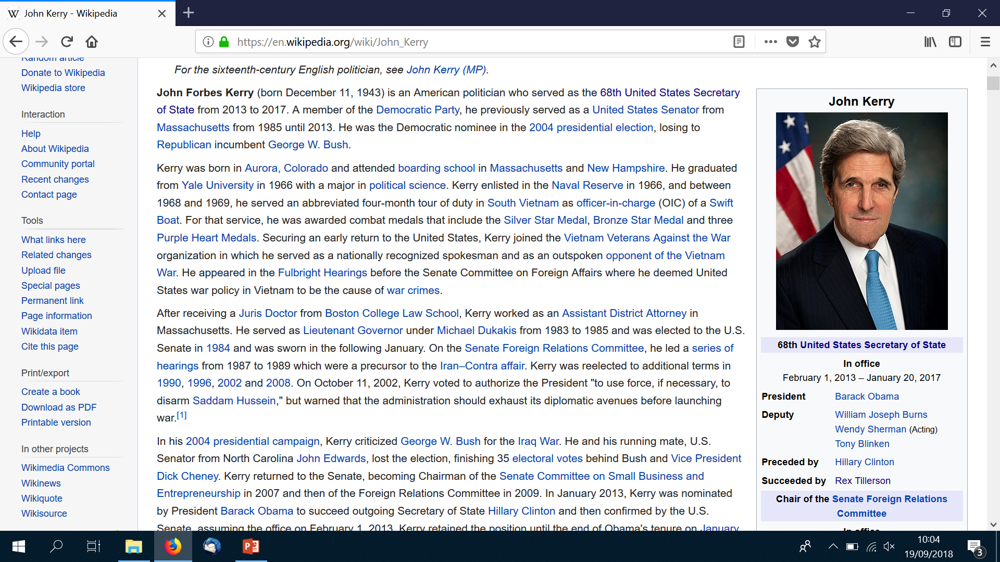 John Kerry - Wikipedia
https://en.wikipedia.org/wiki/John_Kerry
Random article
Donate to Wikipedia
Wikipedia store
Interaction
Help
About Wikipedia
Community portal
Recent changes
Contact page
Tools
What links here
Related changes
Upload file
Special pages
Permanent link
Page information
Wikidata item
Cite this page
Print/export
Create a book
Download as PDF
Printable version
In other projects
Wikimedia Commons
Wikinews
Wikiquote
Wikisource
For the sixteenth-century English politician, see John Kerry (MP).
John Forbes Kerry (born December 11, 1943) is an American politician who served as the 68th United States Secretary
of State from 2013 to 2017. A member of the Democratic Party, he previously served as a United States Senator from
Massachusetts from 1985 until 2013. He was the Democratic nominee in the 2004 presidential election, losing to
Republican incumbent George W. Bush.
Kerry was born in Aurora, Colorado and attended boarding school in Massachusetts and New Hampshire. He graduated
from Yale University in 1966 with a major in political science. Kerry enlisted in the Naval Reserve in 1966, and between
1968 and 1969, he served an abbreviated four-month tour of duty in South Vietnam as officer-in-charge (OIC) of a Swift
Boat. For that service, he was awarded combat medals that include the Silver Star Medal, Bronze Star Medal and three
Purple Heart Medals. Securing an early return to the United States, Kerry joined the Vietnam Veterans Against the War
organization in which he served as a nationally recognized spokesman and as an outspoken opponent of the Vietnam
War. He appeared in the Fulbright Hearings before the Senate Committee on Foreign Affairs where he deemed United
States war policy in Vietnam to be the cause of war crimes.
After receiving a Juris Doctor from Boston College Law School, Kerry worked as an Assistant District Attorney in
Massachusetts. He served as Lieutenant Governor under Michael Dukakis from 1983 to 1985 and was elected to the U.S.
Senate in 1984 and was sworn in the following January. On the Senate Foreign Relations Committee, he led a series of
hearings from 1987 to 1989 which were a precursor to the Iran–Contra affair. Kerry was reelected to additional terms in
1990, 1996, 2002 and 2008. On October 11, 2002, Kerry voted to authorize the President "to use force, if necessary, to
disarm Saddam Hussein," but warned that the administration should exhaust its diplomatic avenues before launching
war.[1]
In his 2004 presidential campaign, Kerry criticized George W. Bush for the Iraq War. He and his running mate, U.S.
Senator from North Carolina John Edwards, lost the election, finishing 35 electoral votes behind Bush and Vice President
Dick Cheney. Kerry returned to the Senate, becoming Chairman of the Senate Committee on Small Business and
Entrepreneurship in 2007 and then of the Foreign Relations Committee in 2009. In January 2013, Kerry was nominated
by President Barack Obama to succeed outgoing Secretary of State Hillary Clinton and then confirmed by the U.S.
Senate, assuming the office on February 1, 2013. Kerry retained the position until the end of Obama's tenure on January
John Kerry
68th United States Secretary of State
In office
February 1, 2013 – January 20, 2017
President Barack Obama
Deputy William Joseph Burns
Wendy Sherman (Acting)
Tony Blinken
Preceded by Hillary Clinton
Succeeded by Rex Tillerson
Chair of the Senate Foreign Relations
Committee
In office
10:04
19/09/2018
3